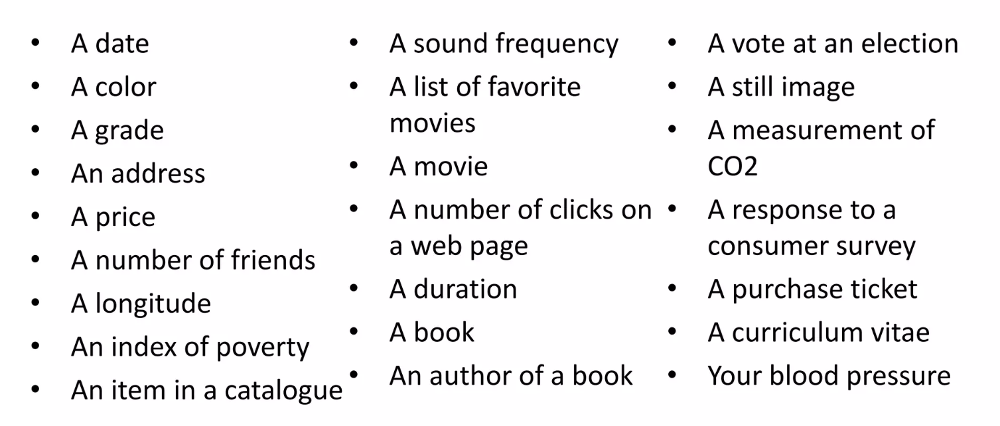 • A date
• A color
• A grade
• An address
• A price
• A number of friends
• A longitude
• An index of poverty
• An item in a catalogue
• A sound frequency
• A list of favorite
movies
• A movie
• A number of clicks on
a web page
• A duration
• A book
• An author of a book
• A vote at an election
• A still image
• A measurement of
CO2
• A response to a
consumer survey
• A purchase ticket
• A curriculum vitae
• Your blood pressure